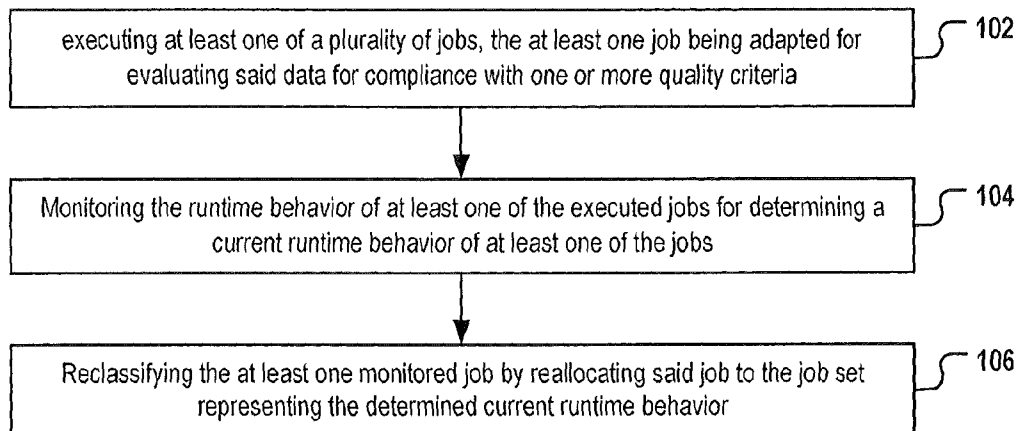 executing at least one of a plurality of jobs, the at least one job being adapted for
evaluating said data for compliance with one or more quality criteria
102
Monitoring the runtime behavior of at least one of the executed jobs for determining a
current runtime behavior of at least one of the jobs
104
Reclassifying the at least one monitored job by reallocating said job to the job set
representing the determined current runtime behavior
106